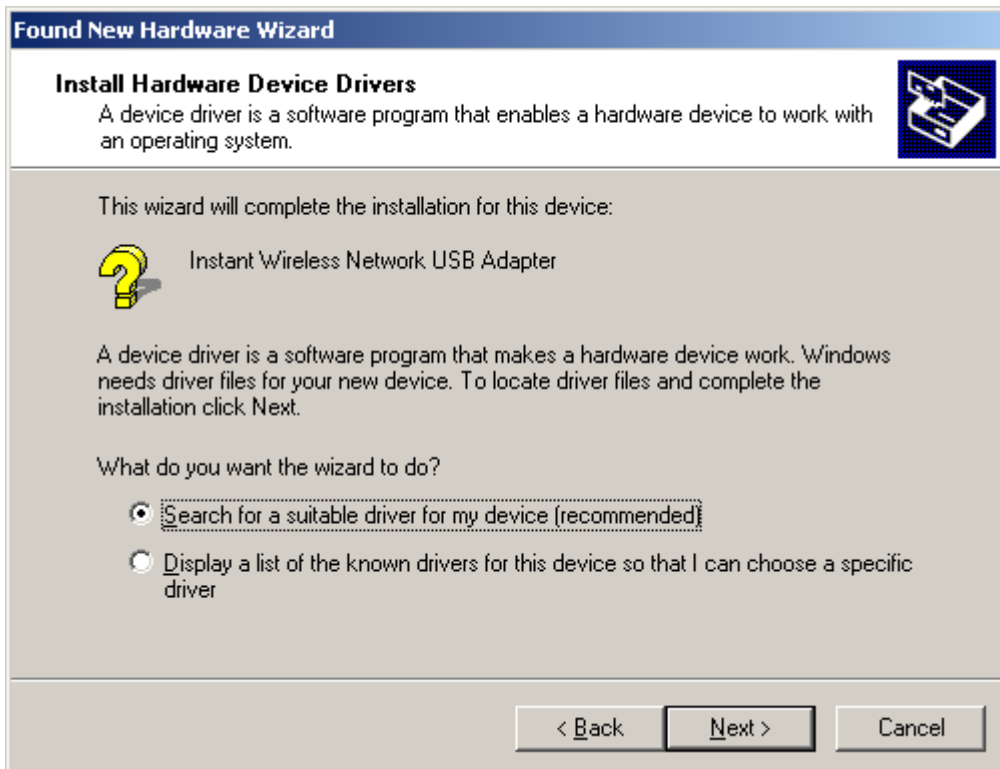 Found New Hardware Wizard
Install Hardware Device Drivers
A device driver is a software program that enables a hardware device to work with
an operating system.
This wizard will complete the installation for this device:
Instant Wireless Network USB Adapter
A device driver is a software program that makes a hardware device work. Windows
needs driver files for your new device. To locate driver files and complete the
installation click Next.
What do you want the wizard to do?
Search for a suitable driver for my device (recommended)
Display a list of the known drivers for this device so that I can choose a specific
driver
< Back Next > Cancel